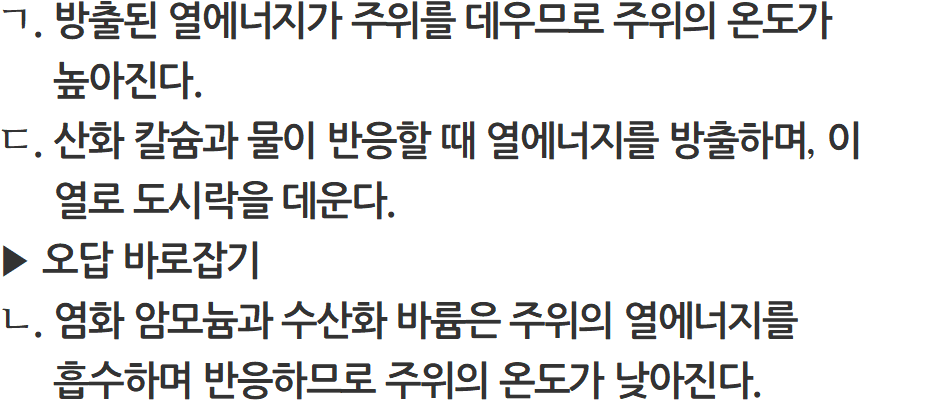 ㄱ. 방출된 열에너지가 주위를 데우므로 주위의 온도가
높아진다.
ㄷ. 산화 칼슘과 물이 반응할 때 열에너지를 방출하며, 이
열로 도시락을 데운다.
▶ 오답 바로잡기
ㄴ. 염화 암모늄과 수산화 바륨은 주위의 열에너지를
흡수하며 반응하므로 주위의 온도가 낮아진다.